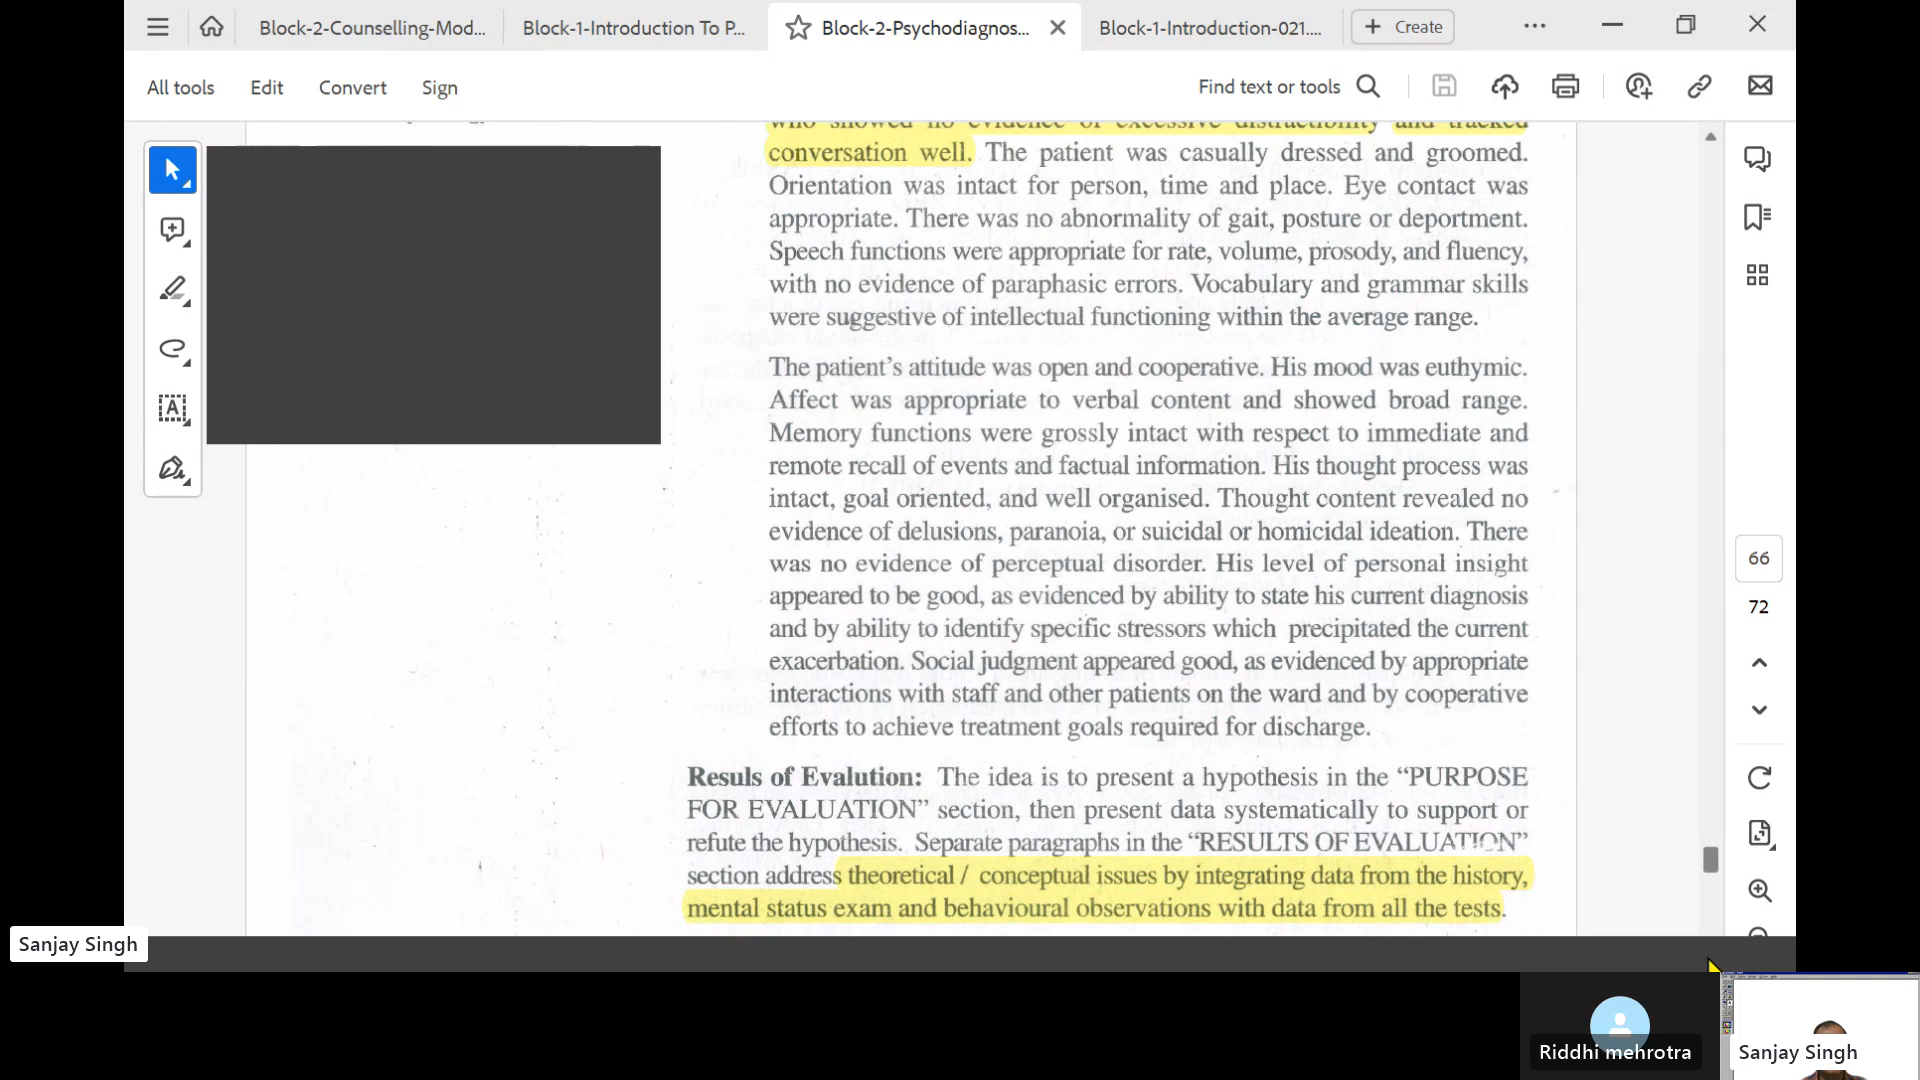 Block-2-Counselling-Mod...
Block-1-Introduction To P...
Block-2-Psychodiagnos...
Block-1-Introduction-021....
Create
All tools
Edit
Convert
Sign
Find text or tools
who showed no evidence of excessive distractibility and tracked
conversation well. The patient was casually dressed and groomed.
Orientation was intact for person, time and place. Eye contact was
appropriate. There was no abnormality of gait, posture or deportment.
Speech functions were appropriate for rate, volume, prosody, and fluency,
with no evidence of paraphasic errors. Vocabulary and grammar skills
were suggestive of intellectual functioning within the average range.
The patient's attitude was open and cooperative. His mood was euthymic.
Affect was appropriate to verbal content and showed broad range.
Memory functions were grossly intact with respect to immediate and
remote recall of events and factual information. His thought process was
intact, goal oriented, and well organised. Thought content revealed no
evidence of delusions, paranoia, or suicidal or homicidal ideation. There
was no evidence of perceptual disorder. His level of personal insight
appeared to be good, as evidenced by ability to state his current diagnosis
and by ability to identify specific stressors which precipitated the current
exacerbation. Social judgment appeared good, as evidenced by appropriate
interactions with staff and other patients on the ward and by cooperative
efforts to achieve treatment goals required for discharge.
Resuls of Evalution: The idea is to present a hypothesis in the “PURPOSE
FOR EVALUATION” section, then present data systematically to support or
refute the hypothesis. Separate paragraphs in the “RESULTS OF EVALUATION”
section address theoretical / conceptual issues by integrating data from the history,
mental status exam and behavioural observations with data from all the tests.
66
72
Sanjay Singh
Riddhi mehrotra
Sanjay Singh